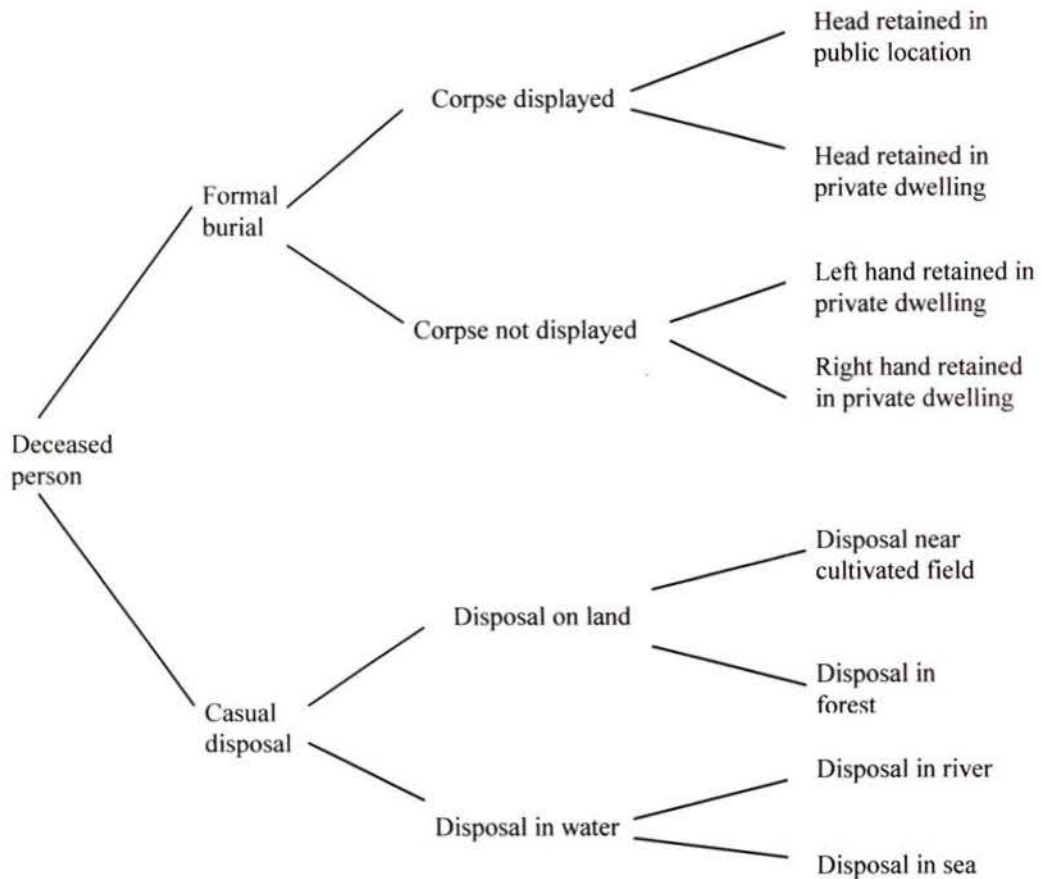 Head retained in
public location
Corpse displayed
Head retained in
private dwelling
Formal
burial
Left hand retained in
private dwelling
Corpse not displayed
Right hand retained
in private dwelling
Deceased
person
Disposal near
cultivated field
Disposal on land
Disposal in
forest
Casual
disposal
Disposal in river
Disposal in water
Disposal in sea